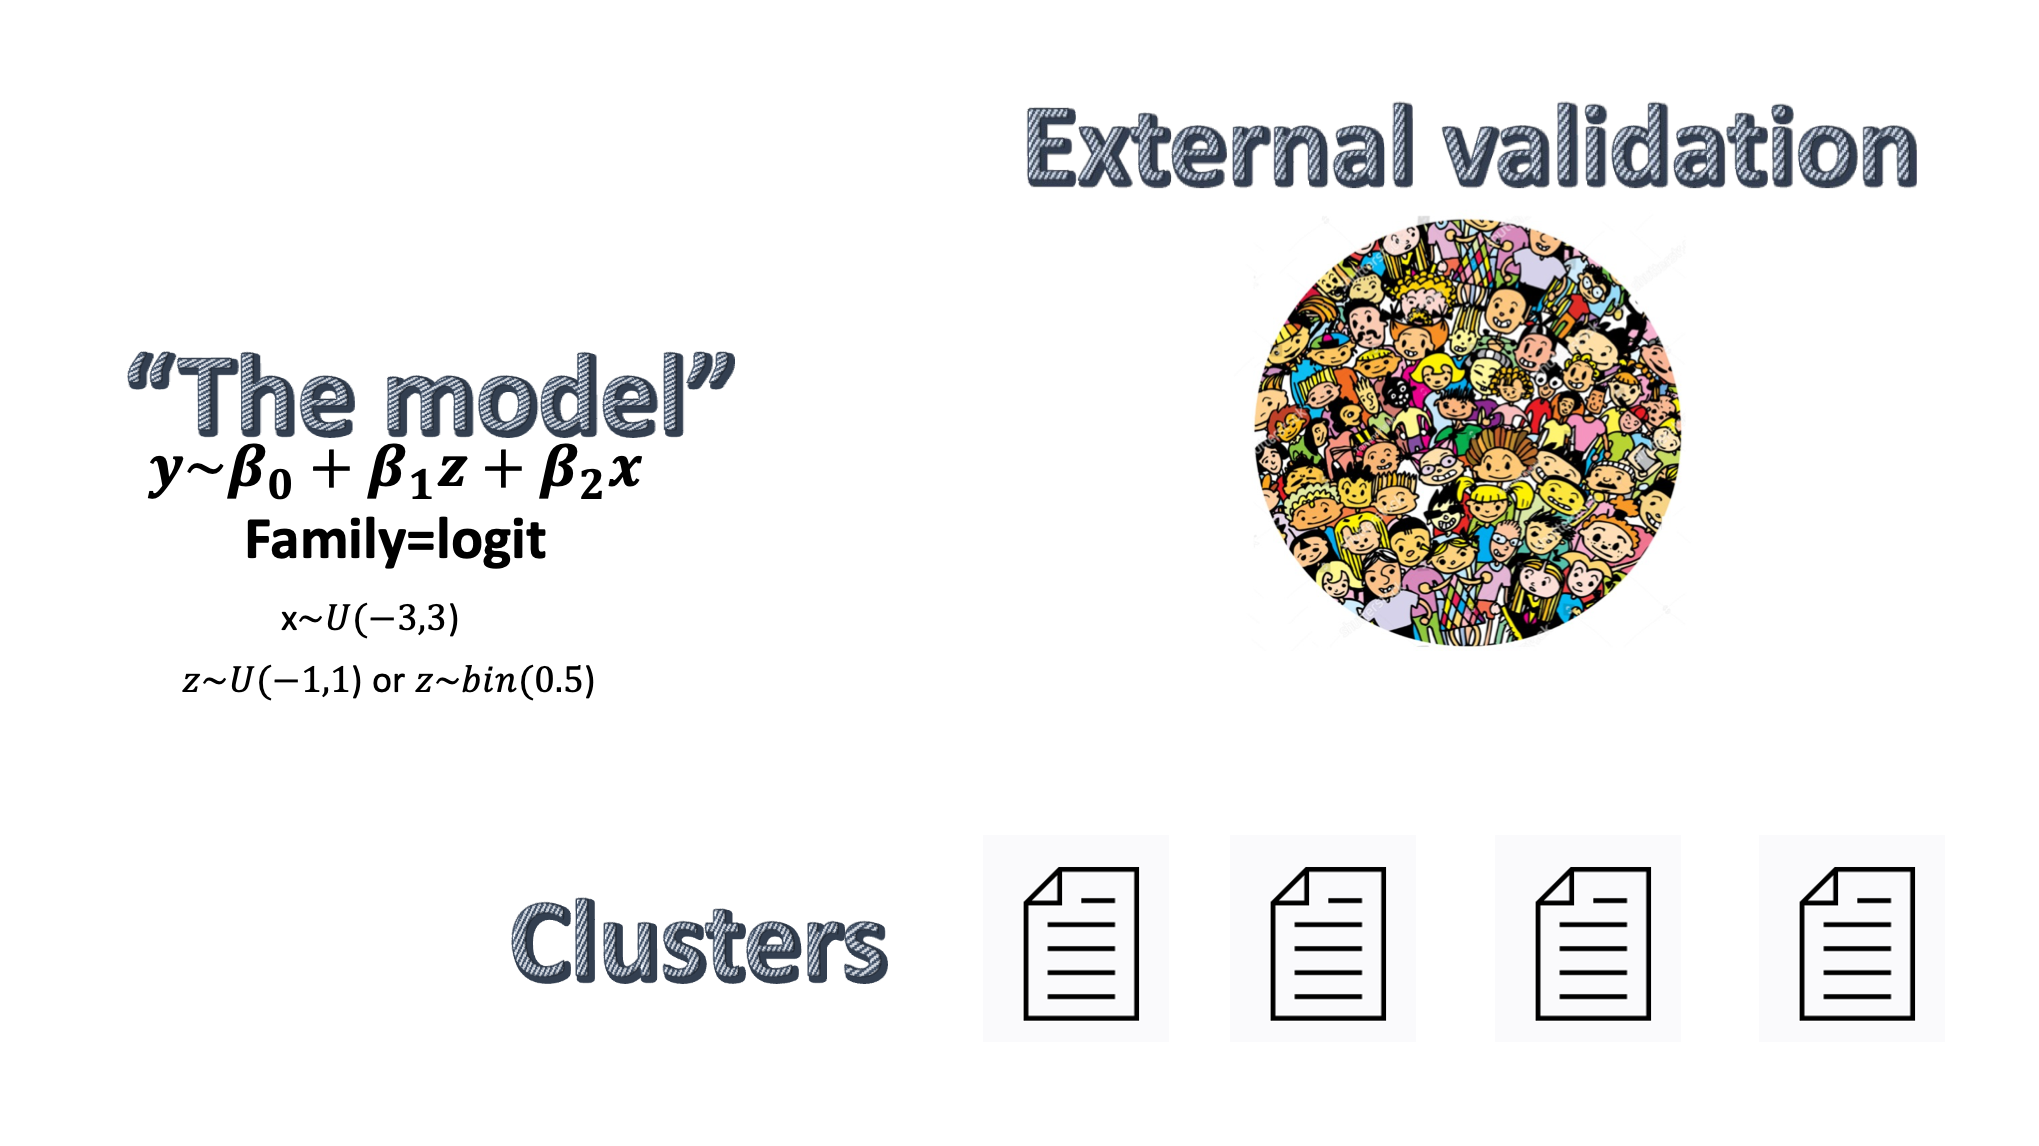 External validation
“The model”
y~β₀ + β₁z + β₂x
Family=logit
x~U(−3,3)
z~U(−1,1) or z~bin(0.5)
Clusters